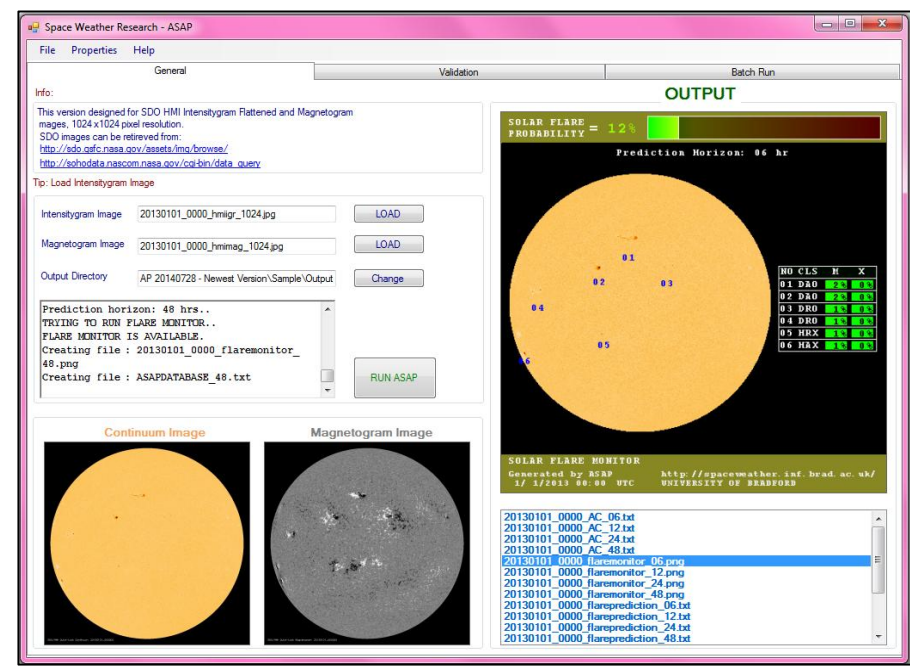 Space Weather Research - ASAP
File Properties Help
General Validation Batch Run
Info:
This version designed for SDO HMI Intensitygram Flattened and Magnetogram
mages, 1024 x1024 pixel resolution.
SDO images can be retireved from:
http://sdo.gsfc.nasa.gov/assets/img/browse/
http://sohodata.nascom.nasa.gov/cgi-bin/data_query
Tip: Load Intensitygram Image
Intensitygram Image 20130101_0000_hmiigr_1024.jpg LOAD
Magnetogram Image 20130101_0000_hmimag_1024.jpg LOAD
Output Directory AP 20140728 - Newest Version\Sample\Output Change
Prediction horizon: 48 hrs..
TRYING TO RUN FLARE MONITOR..
FLARE MONITOR IS AVAILABLE.
Creating file : 20130101_0000_flaremonitor_
48.png
Creating file : ASAPDATABASE_48.txt
RUN ASAP
Continuum Image
Magnetogram Image
OUTPUT
SOLAR FLARE
PROBABILITY = 12%
Prediction Horizon: 06 hr
01
02
03
04
05
NO CLS M X
01 DAO 2% 0%
02 DAO 2% 0%
03 DRO 1% 0%
04 DRO 1% 0%
05 HRX 1% 0%
06 HAX 1% 0%
SOLAR FLARE MONITOR
Generated by ASAP http://spaceweather.inf.brad.ac.uk/
1/ 1/2013 00:00 UTC UNIVERSITY OF BRADFORD
20130101_0000_AC_06.txt
20130101_0000_AC_12.txt
20130101_0000_AC_24.txt
20130101_0000_AC_48.txt
20130101_0000_flaremonitor_06.png
20130101_0000_flaremonitor_12.png
20130101_0000_flaremonitor_24.png
20130101_0000_flaremonitor_48.png
20130101_0000_flareprediction_06.txt
20130101_0000_flareprediction_12.txt
20130101_0000_flareprediction_24.txt
20130101_0000_flareprediction_48.txt